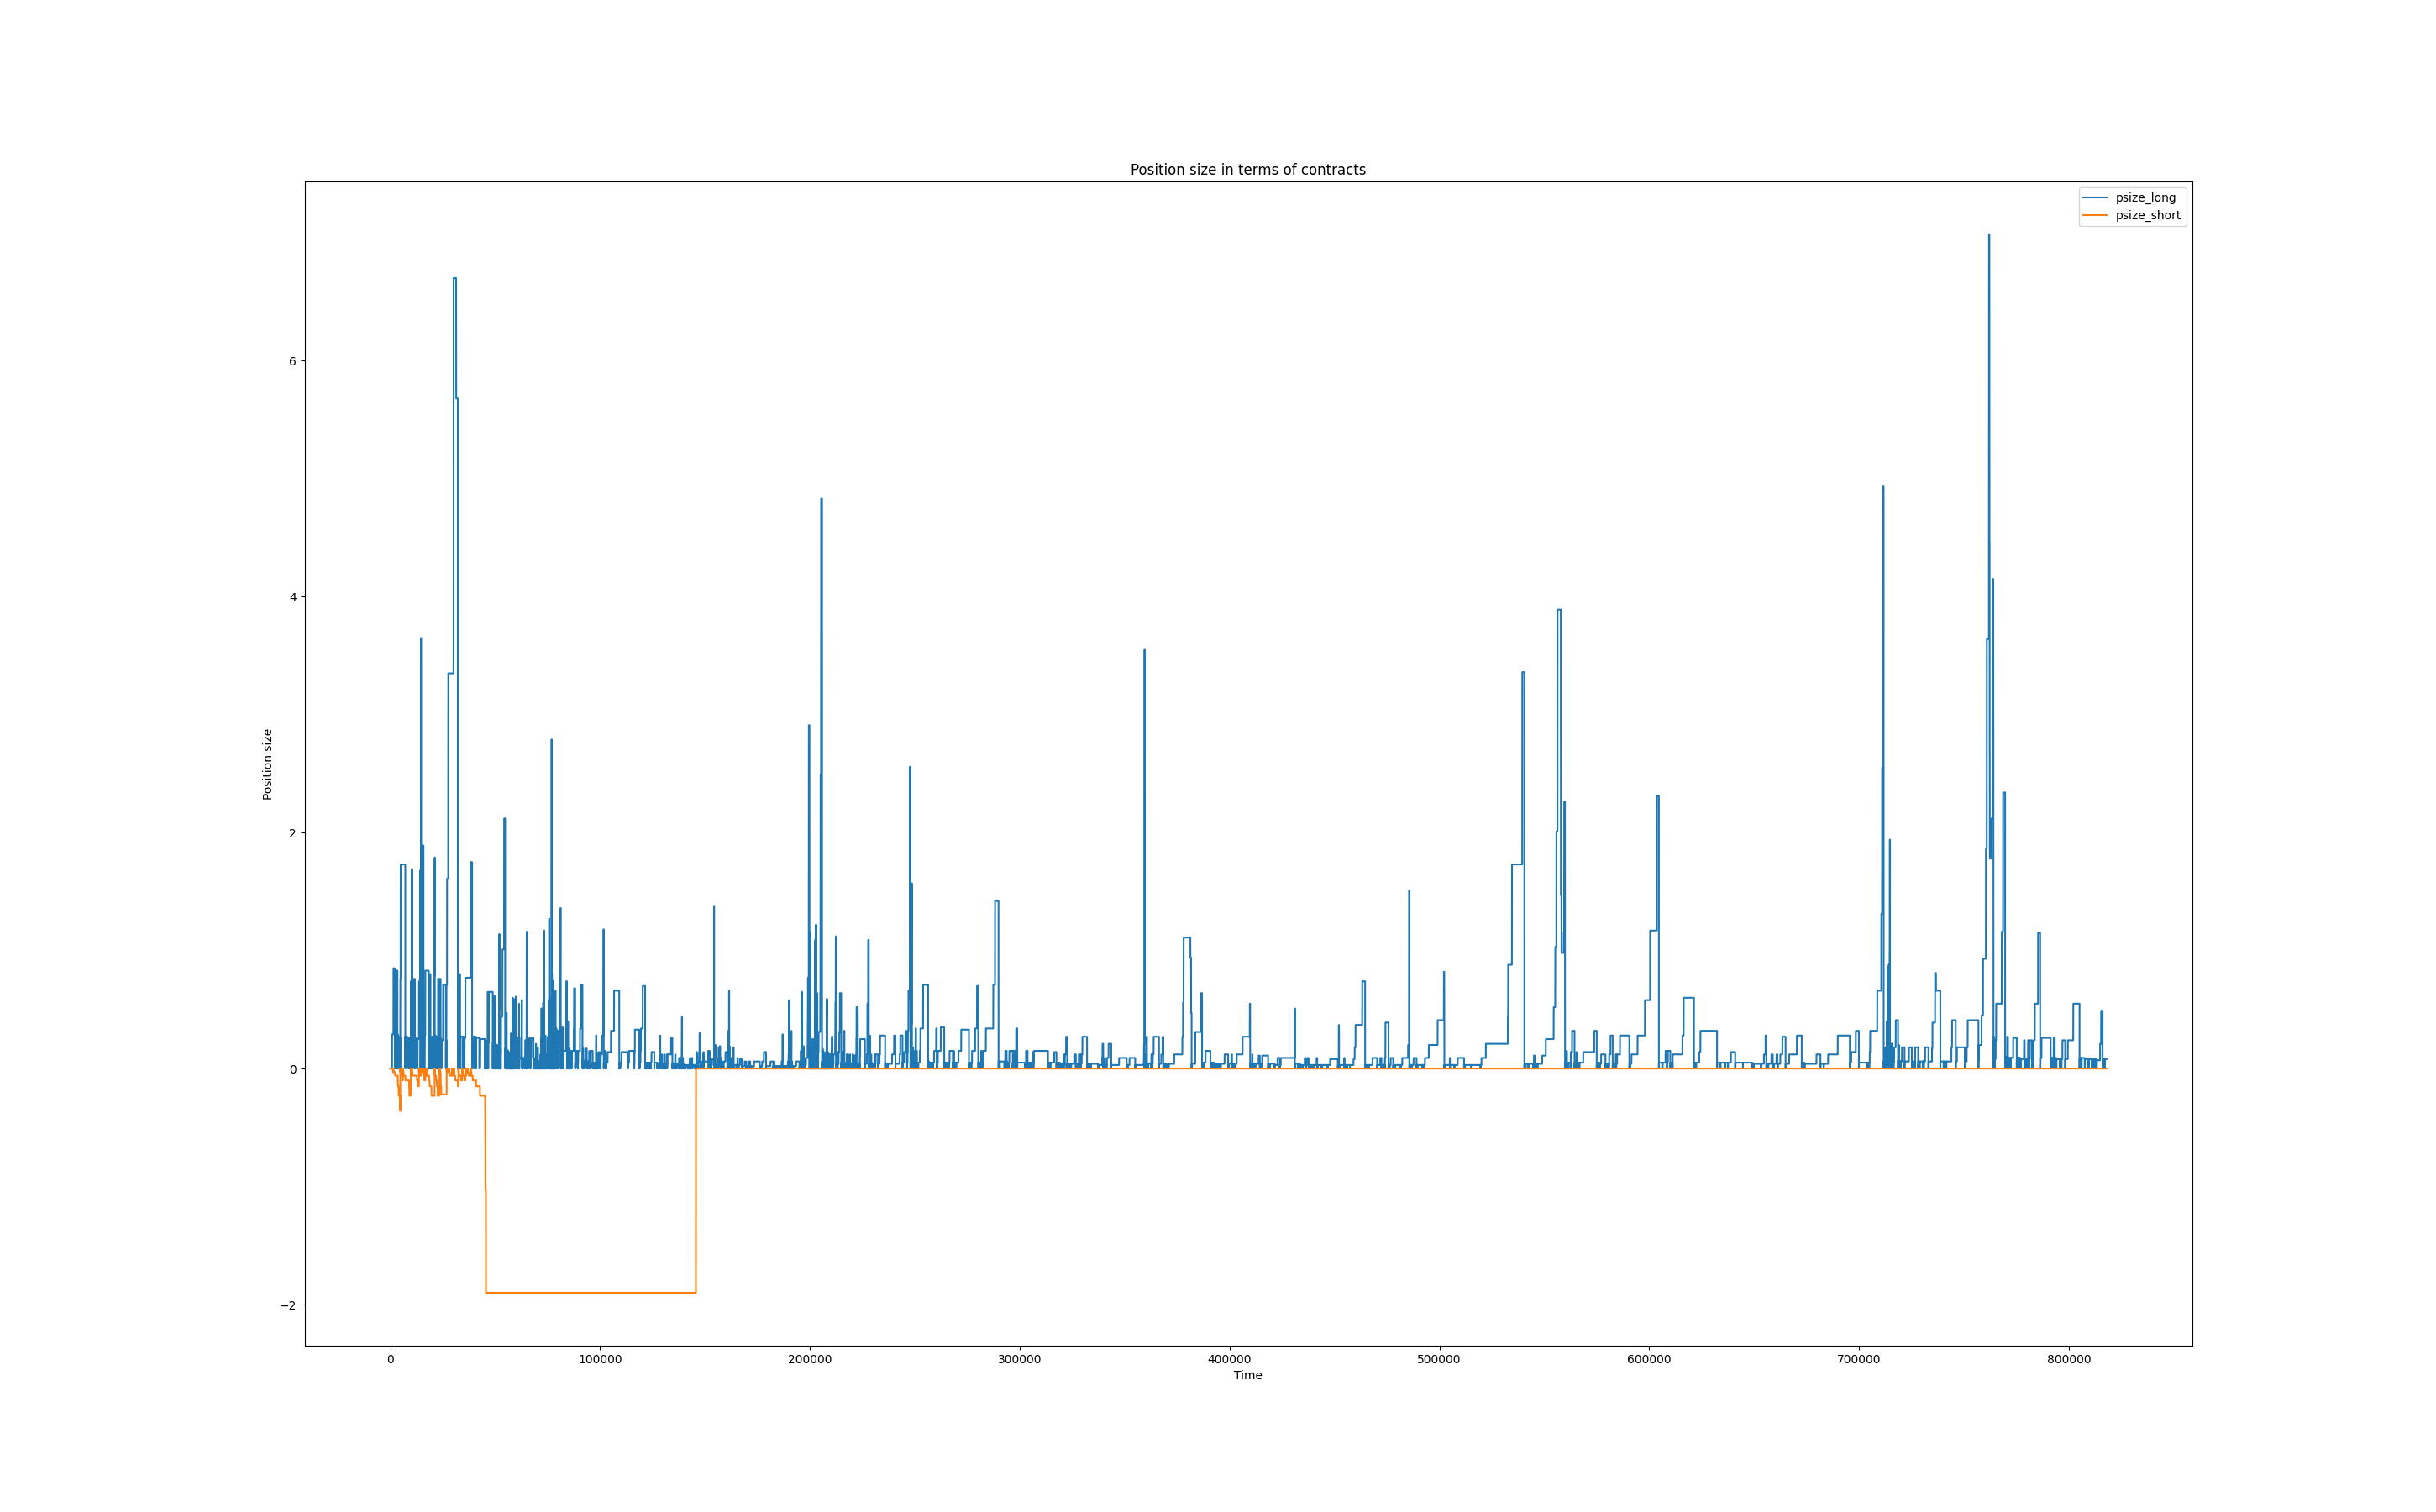 Position size in terms of contracts
psize_long
psize_short
Position size
6
4
2
0
−2
0
100000
200000
300000
400000
500000
600000
700000
800000
Time